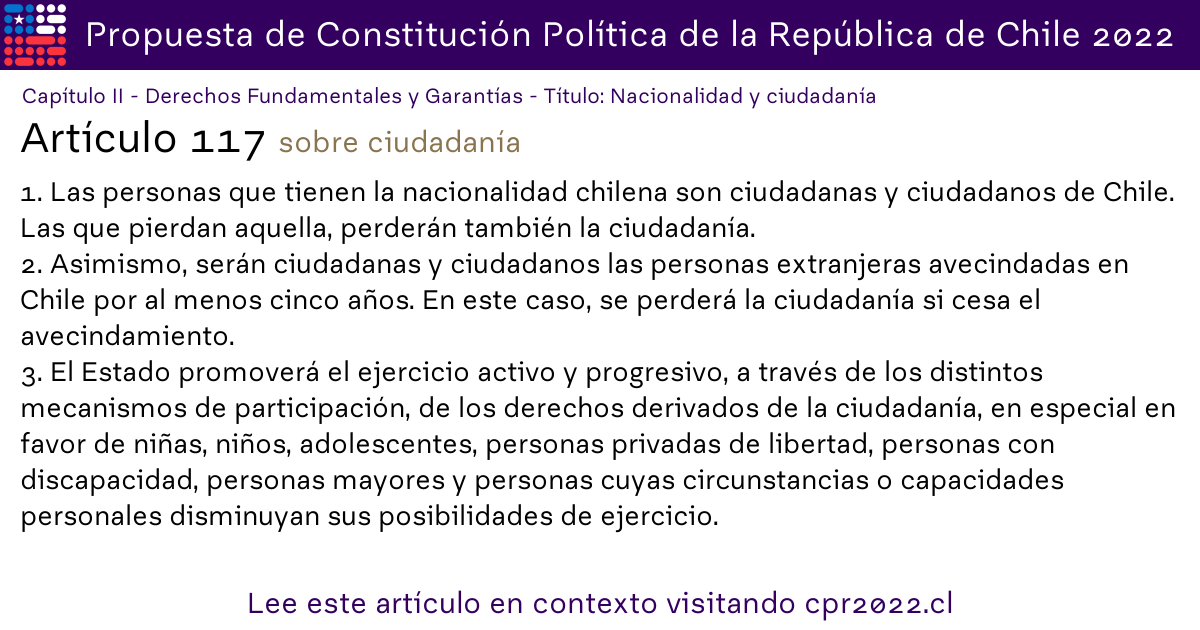 Propuesta de Constitución Política de la República de Chile 2022
Capítulo II - Derechos Fundamentales y Garantías - Título: Nacionalidad y ciudadanía
Artículo 117 sobre ciudadanía
1. Las personas que tienen la nacionalidad chilena son ciudadanas y ciudadanos de Chile.
Las que pierdan aquella, perderán también la ciudadanía.
2. Asimismo, serán ciudadanas y ciudadanos las personas extranjeras avecindadas en
Chile por al menos cinco años. En este caso, se perderá la ciudadanía si cesa el
avecindamiento.
3. El Estado promoverá el ejercicio activo y progresivo, a través de los distintos
mecanismos de participación, de los derechos derivados de la ciudadanía, en especial en
favor de niñas, niños, adolescentes, personas privadas de libertad, personas con
discapacidad, personas mayores y personas cuyas circunstancias o capacidades
personales disminuyan sus posibilidades de ejercicio.
Lee este artículo en contexto visitando cpr2022.cl